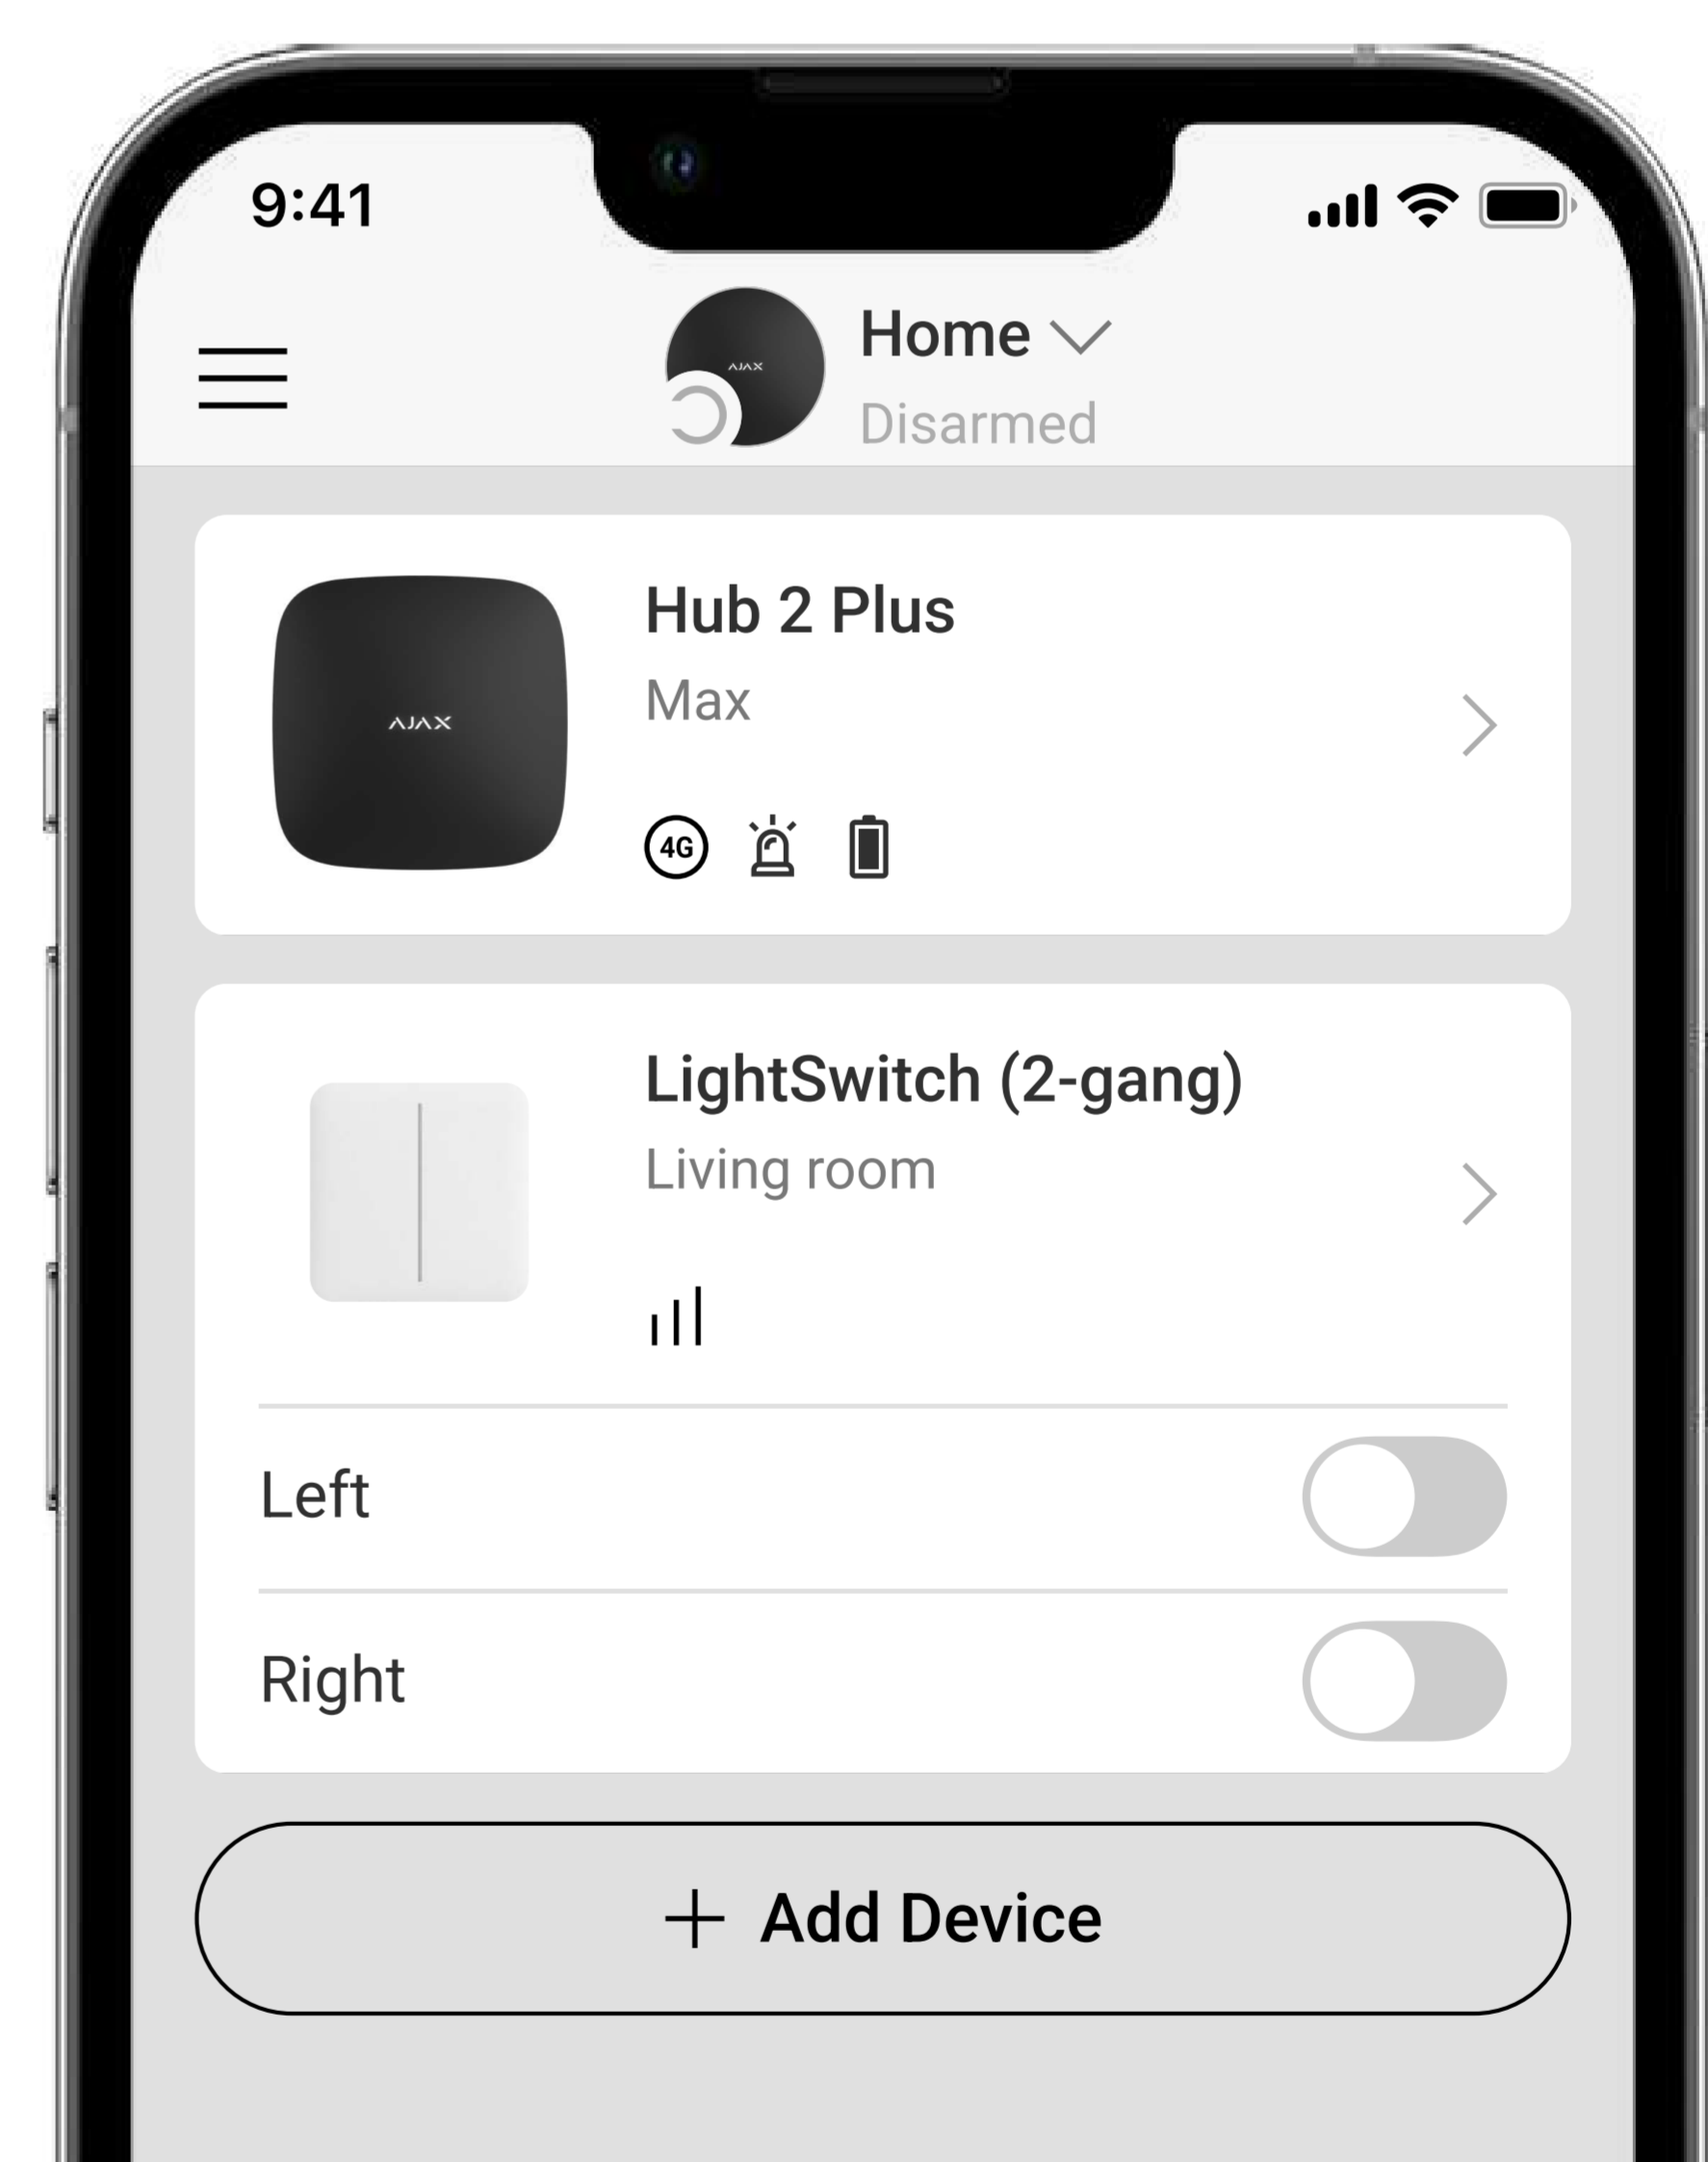 9:41
AJAX
Home
Disarmed
AJAX
Hub 2 Plus
Max
4G
LightSwitch (2-gang)
Living room
Left
Right
Add Device